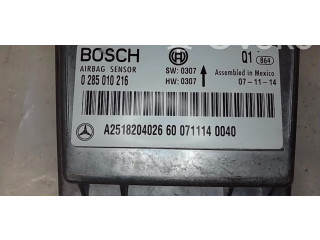 BOSCH
Q1 864
AIRBAG SENSOR
SW: 0307
Assembled in Mexico
0 285 010 216
HW: 0307
07-11-14
A2518204026 60 071114 0040